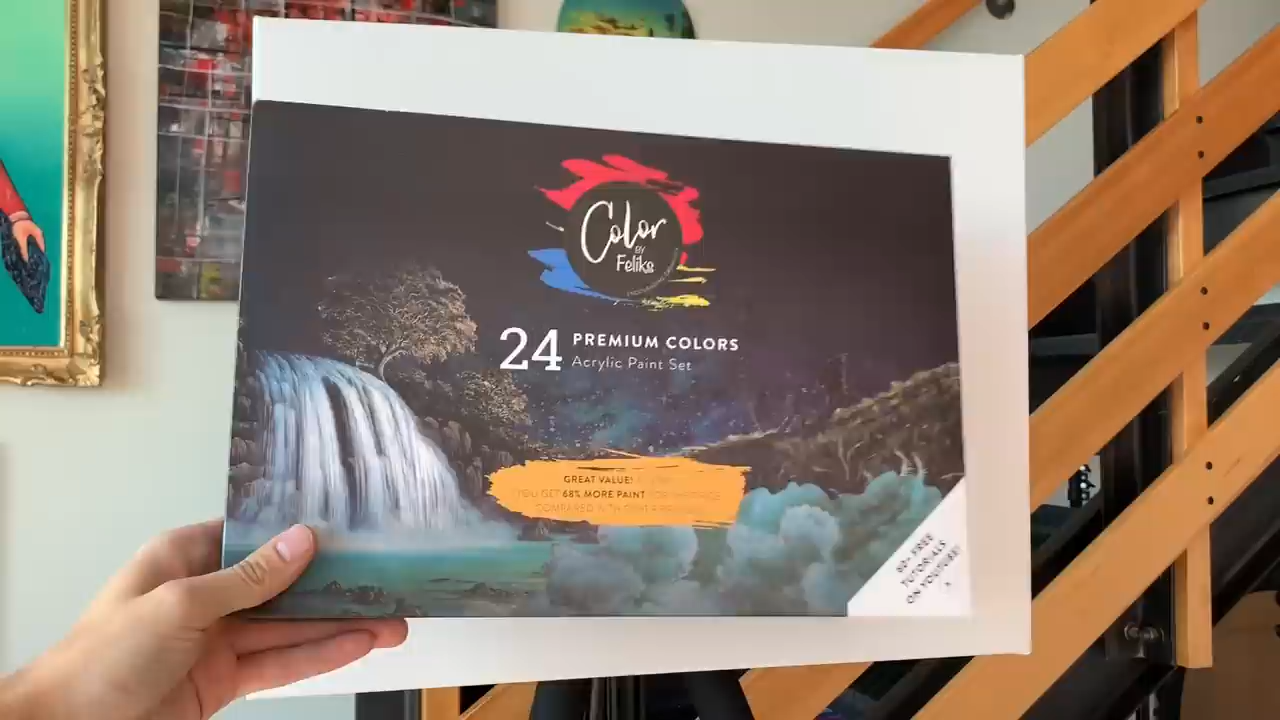 Color
BY
Feliks
24 PREMIUM COLORS
Acrylic Paint Set
GREAT VALUE!
YOU GET 68% MORE PAINT
COMPARED
80+ FREE
TUTORIALS
ON YOUTUBE!